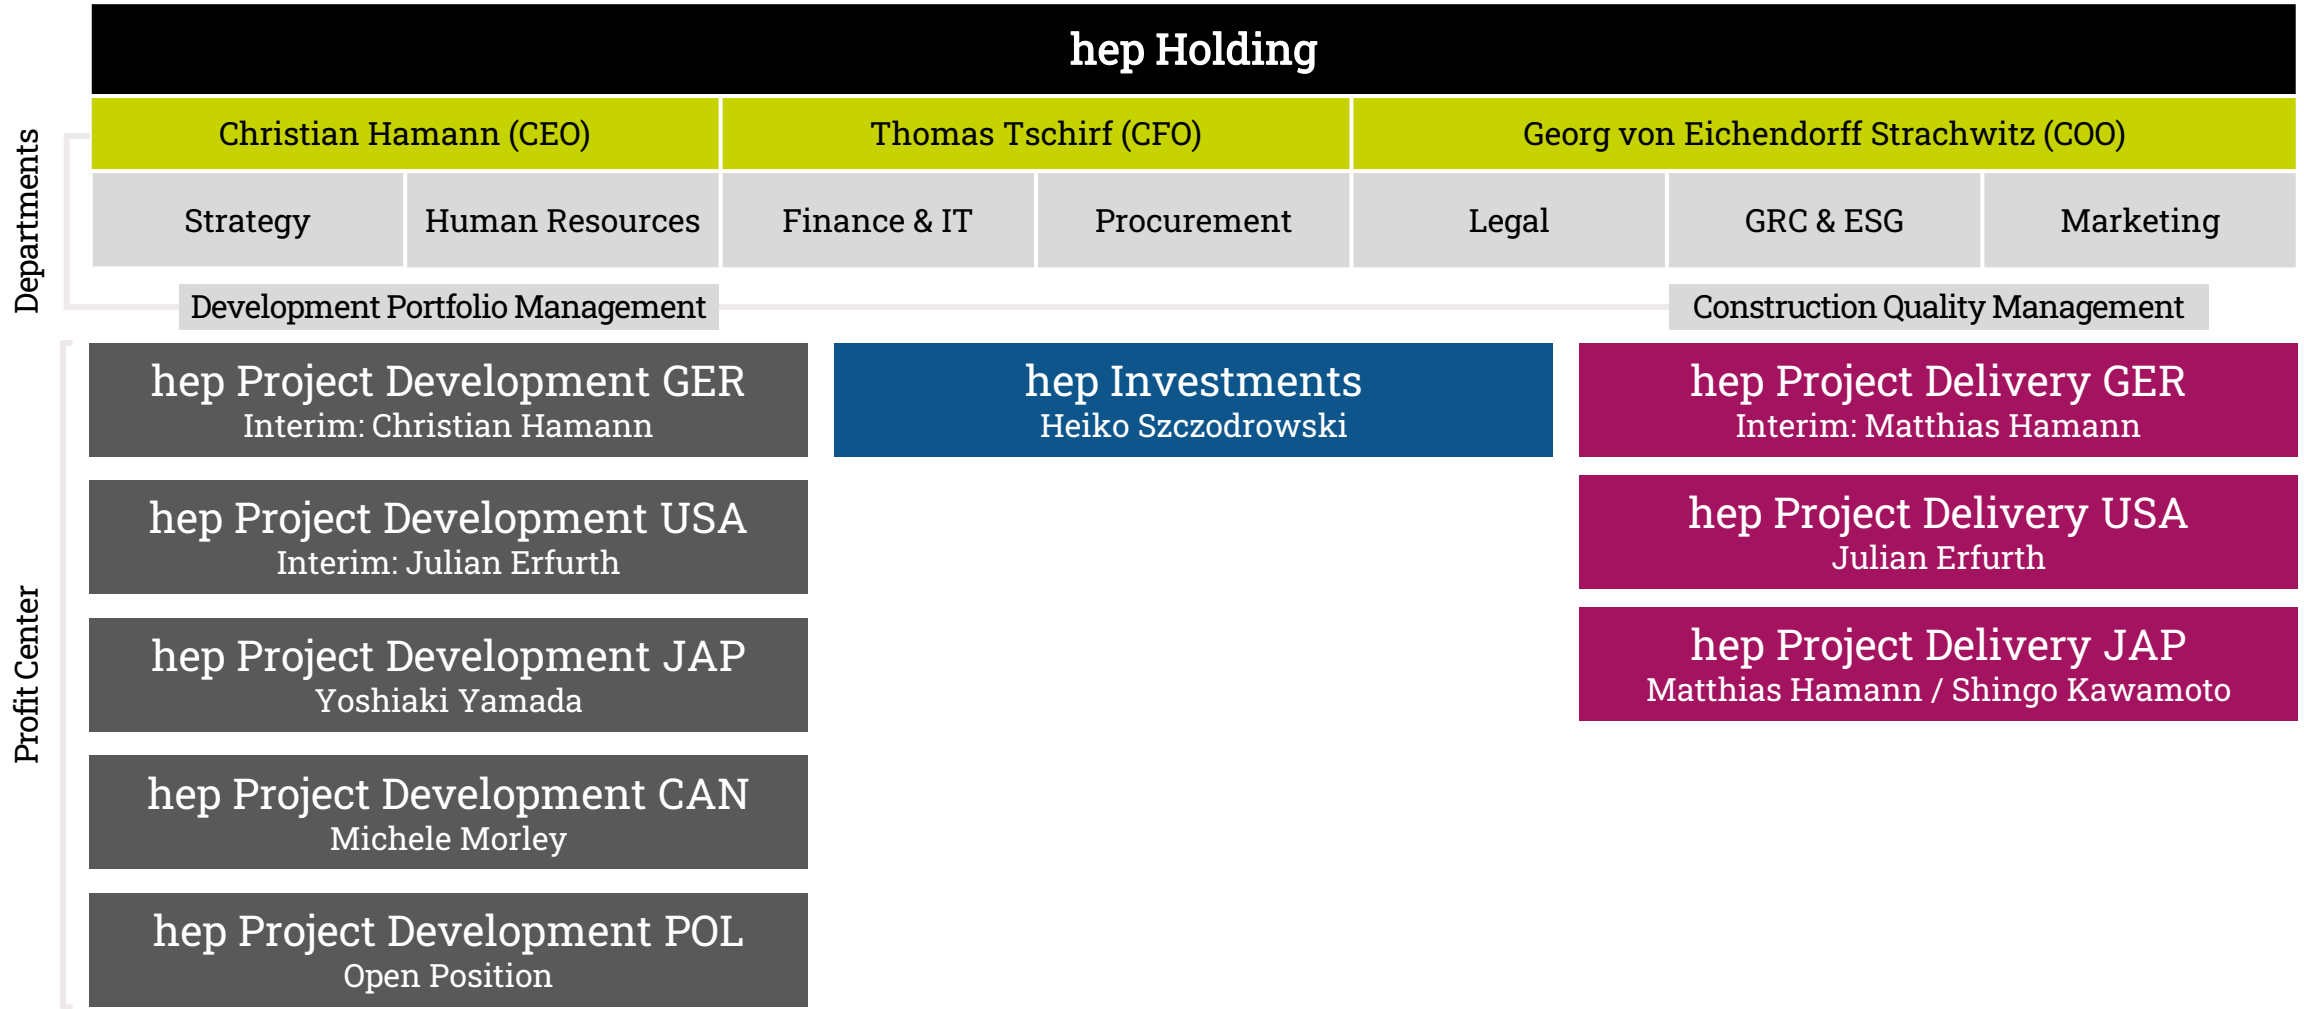 hep Holding
Departments
Christian Hamann (CEO)
Thomas Tschirf (CFO)
Georg von Eichendorff Strachwitz (COO)
Strategy
Human Resources
Finance & IT
Procurement
Legal
GRC & ESG
Marketing
Development Portfolio Management
Construction Quality Management
Profit Center
hep Project Development GER
Interim: Christian Hamann
hep Project Development USA
Interim: Julian Erfurth
hep Project Development JAP
Yoshiaki Yamada
hep Project Development CAN
Michele Morley
hep Project Development POL
Open Position
hep Investments
Heiko Szczodrowski
hep Project Delivery GER
Interim: Matthias Hamann
hep Project Delivery USA
Julian Erfurth
hep Project Delivery JAP
Matthias Hamann / Shingo Kawamoto